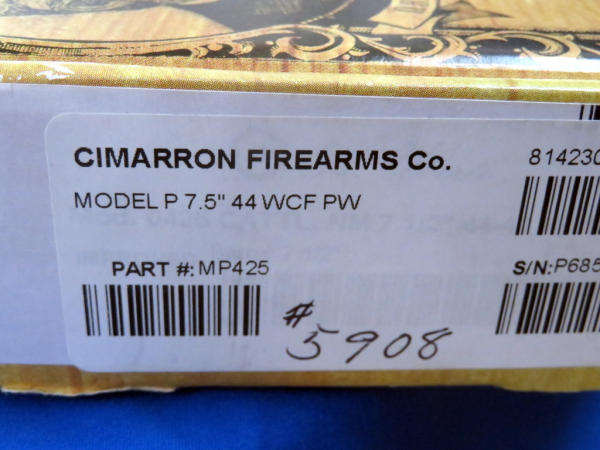 CIMARRON FIREARMS Co.
814230
MODEL P 7.5" 44 WCF PW
PART #: MP425
S/N: P685
# 5908